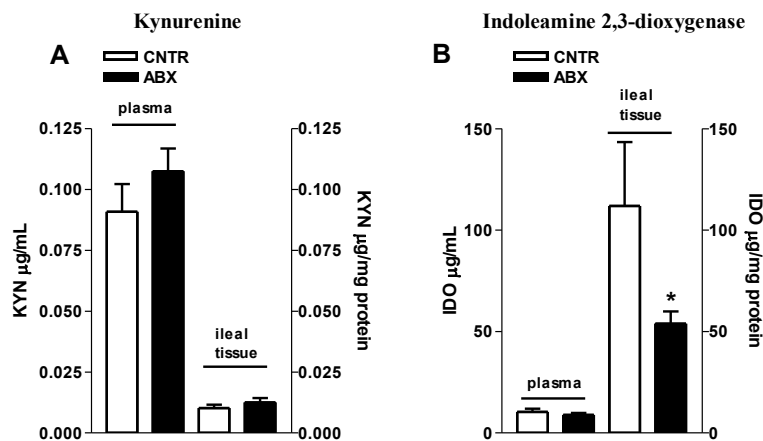 Kynurenine
A
CNTR
ABX
plasma
0.125
0.100
0.075
0.050
0.025
0.000
KYN µg/mL
ileal
tissue
0.125
0.100
0.075
0.050
0.025
0.000
KYN µg/mg protein
Indoleamine 2,3-dioxygenase
B
CNTR
ABX
ileal
tissue
150
100
50
0
IDO µg/mL
plasma
*
150
100
50
0
IDO µg/mg protein